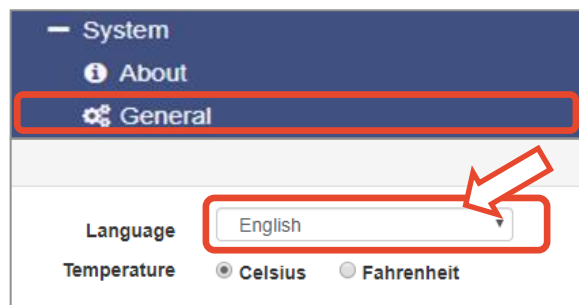 System
About
General
Language English
Temperature Celsius Fahrenheit